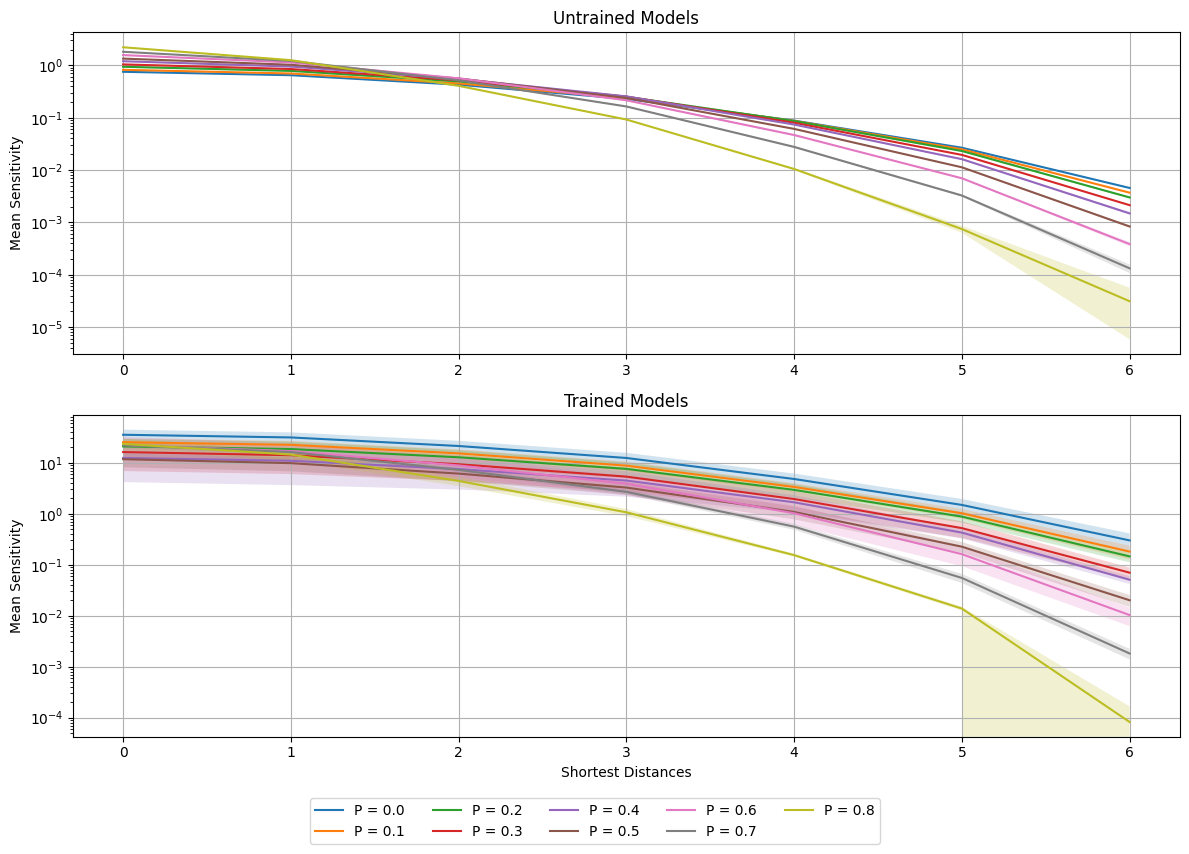 Untrained Models
Mean Sensitivity
10^0
10^-1
10^-2
10^-3
10^-4
10^-5
0 1 2 3 4 5 6
Trained Models
Mean Sensitivity
10^1
10^0
10^-1
10^-2
10^-3
10^-4
0 1 2 3 4 5 6
Shortest Distances
P = 0.0 P = 0.2 P = 0.4 P = 0.6 P = 0.8
P = 0.1 P = 0.3 P = 0.5 P = 0.7